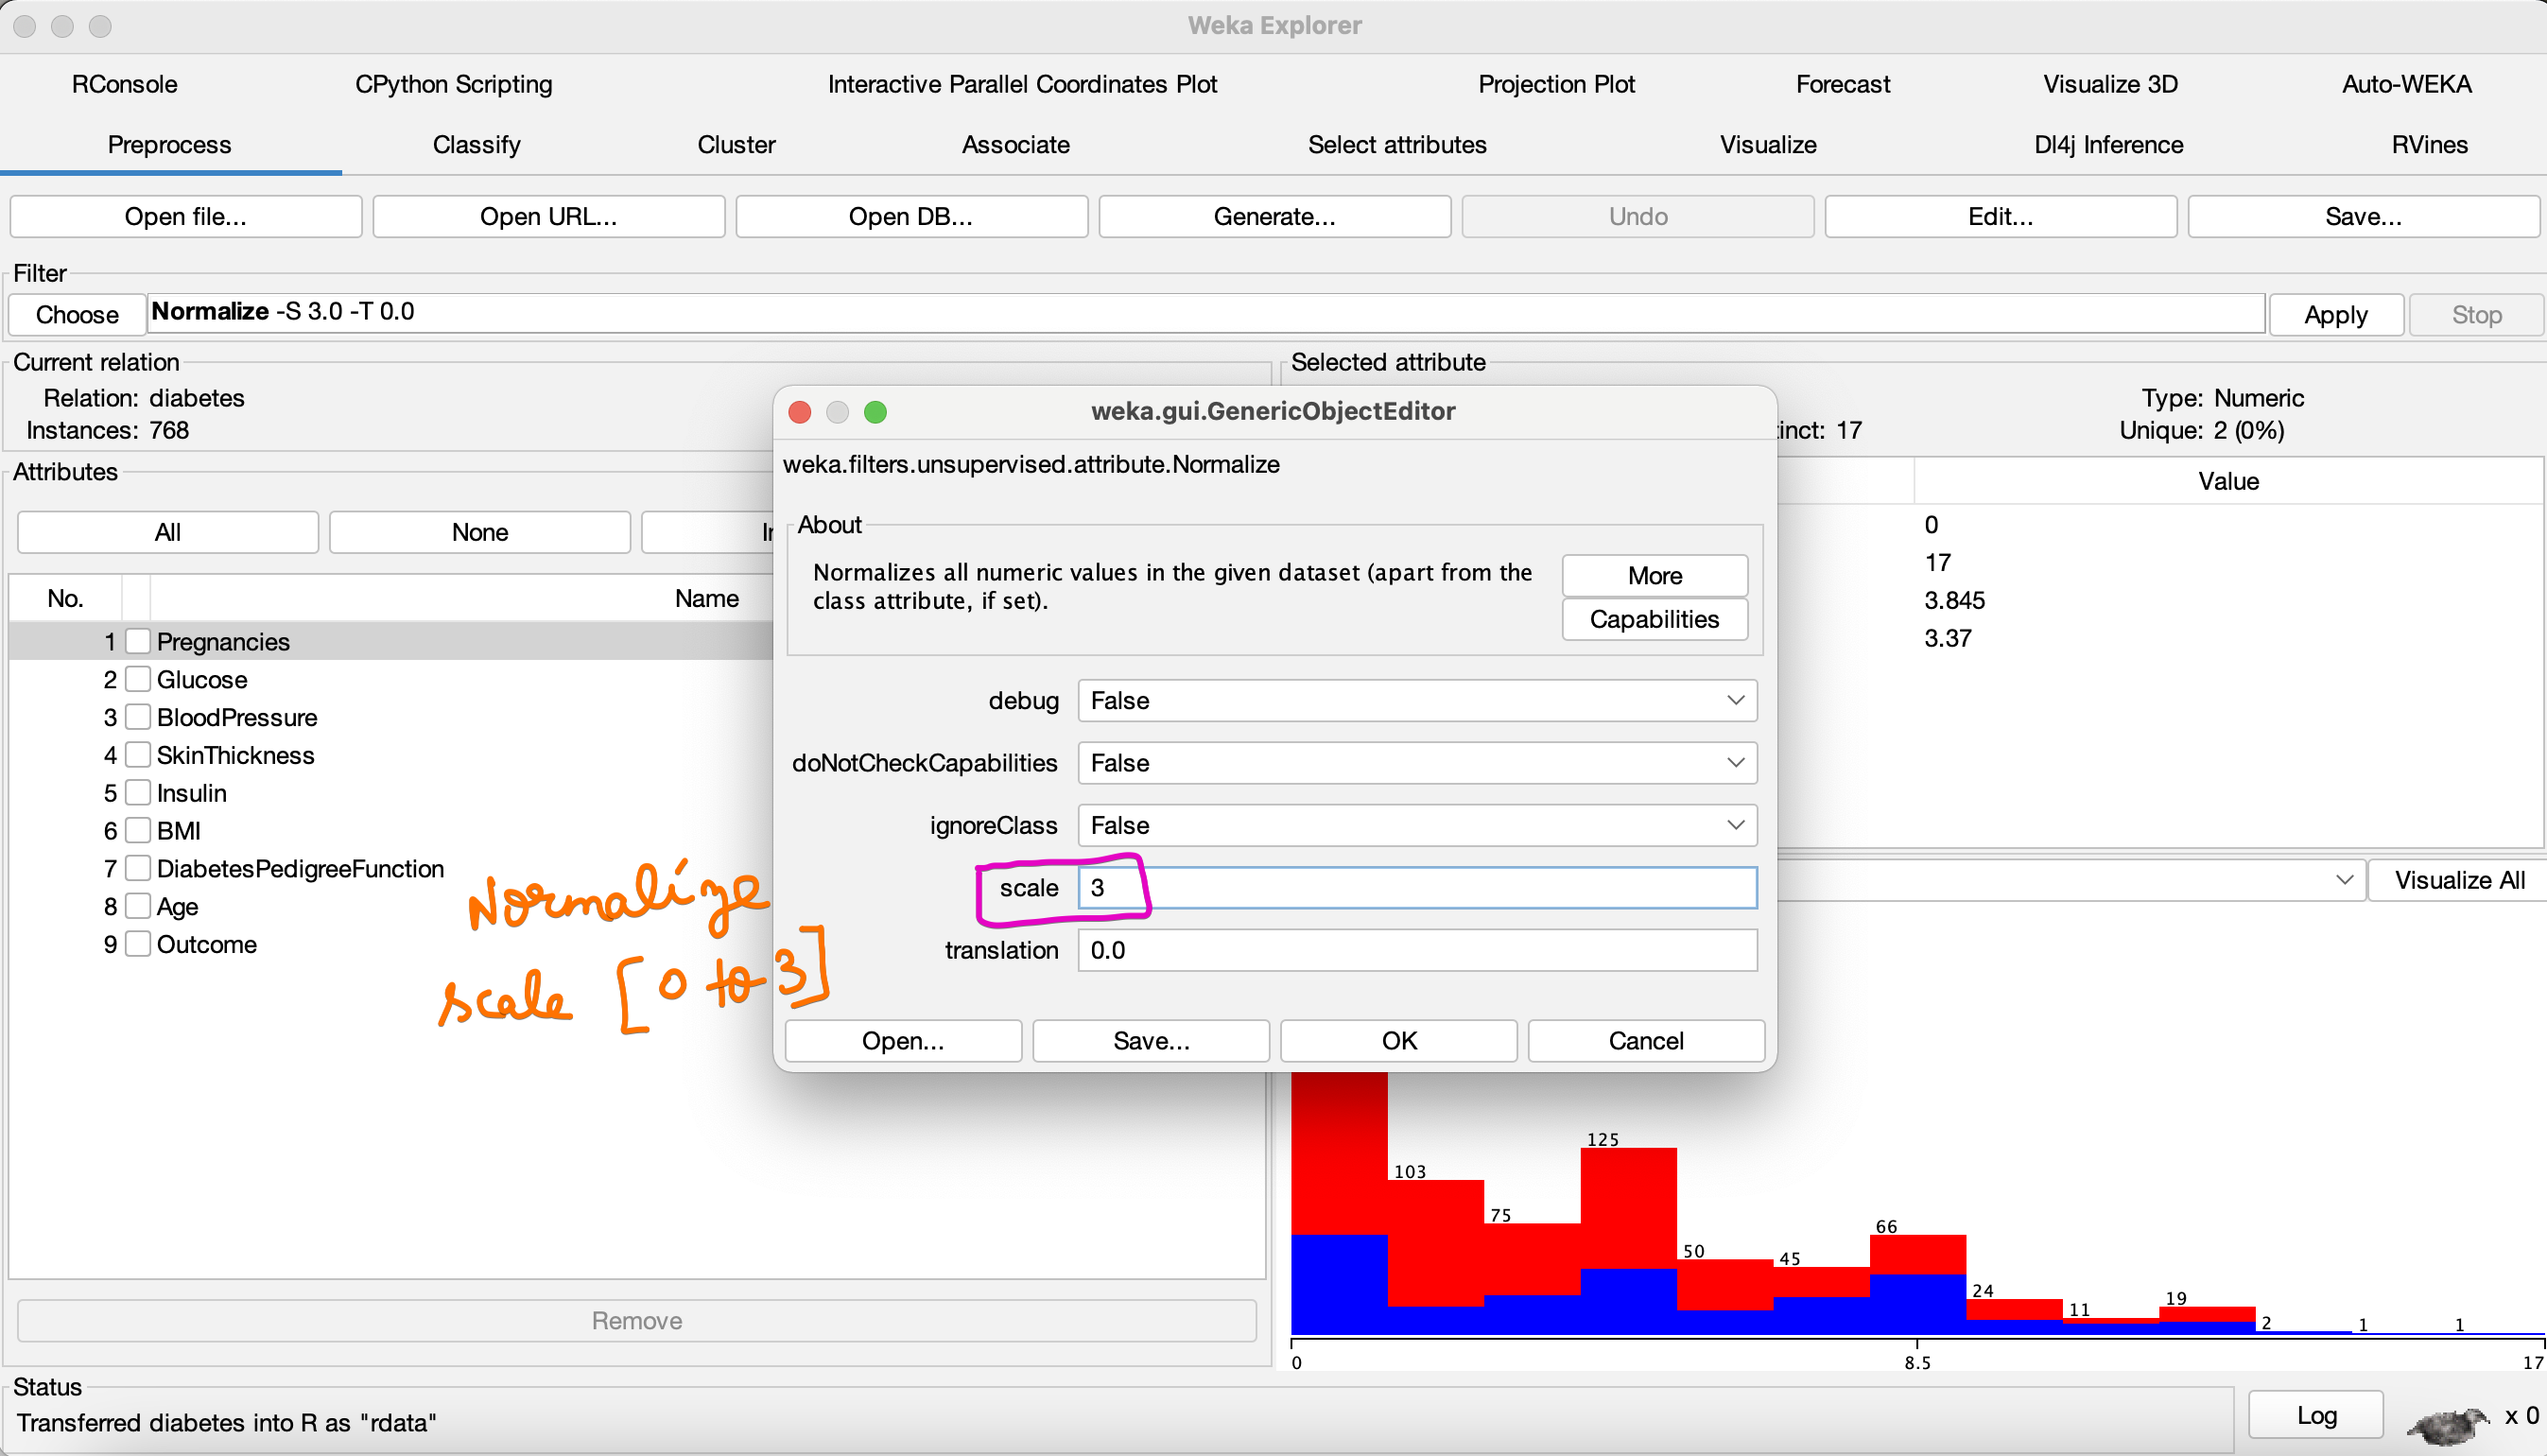 Weka Explorer
RConsole CPython Scripting Interactive Parallel Coordinates Plot Projection Plot Forecast Visualize 3D Auto-WEKA
Preprocess Classify Cluster Associate Select attributes Visualize Dl4j Inference RVines
Open file... Open URL... Open DB... Generate... Undo Edit... Save...
Filter
Choose Normalize -S 3.0 -T 0.0 Apply Stop
Current relation
Relation: diabetes
Instances: 768
Selected attribute
Type: Numeric
inct: 17 Unique: 2 (0%)
Attributes
All None
No. Name
1 Pregnancies
2 Glucose
3 BloodPressure
4 SkinThickness
5 Insulin
6 BMI
7 DiabetesPedigreeFunction
8 Age
9 Outcome
Remove
Normalize
scale [0 to 3]
weka.gui.GenericObjectEditor
weka.filters.unsupervised.attribute.Normalize
About
Normalizes all numeric values in the given dataset (apart from the
class attribute, if set).
More
Capabilities
debug False
doNotCheckCapabilities False
ignoreClass False
scale 3
translation 0.0
Open... Save... OK Cancel
Value
0
17
3.845
3.37
Visualize All
103
75
125
50
45
66
24
11
19
2
1
1
0 8.5 17
Status
Transferred diabetes into R as "rdata"
Log x 0